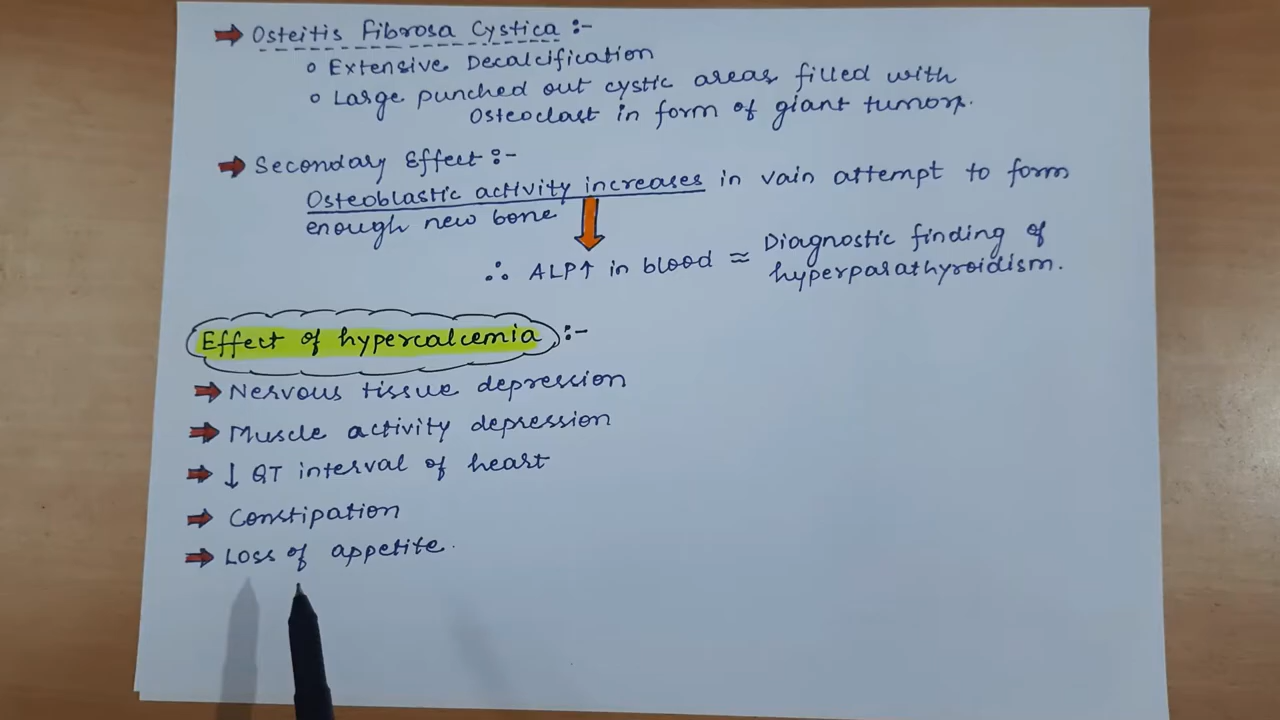 ➡ Osteitis Fibrosa Cystica :-
o Extensive Decalcification
o Large punched out cystic areas filled with
Osteoclast in form of giant tumors.
➡ Secondary Effect :-
Osteoblastic activity increases in vain attempt to form
enough new bone
∴ ALP↑ in blood ≈ Diagnostic finding of
hyperparathyroidism.
Effect of hypercalcemia :-
➡ Nervous tissue depression
➡ Muscle activity depression
➡ ↓ QT interval of heart
➡ Constipation
➡ Loss of appetite.